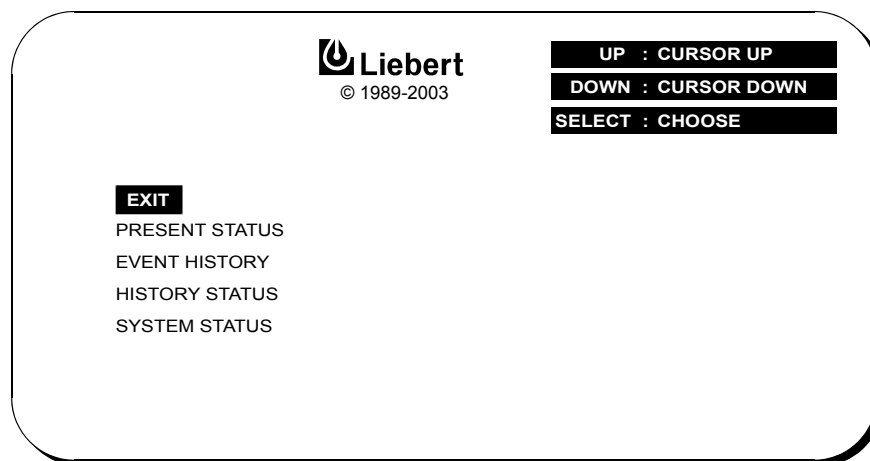 Liebert
© 1989-2003
UP : CURSOR UP
DOWN : CURSOR DOWN
SELECT : CHOOSE
EXIT
PRESENT STATUS
EVENT HISTORY
HISTORY STATUS
SYSTEM STATUS